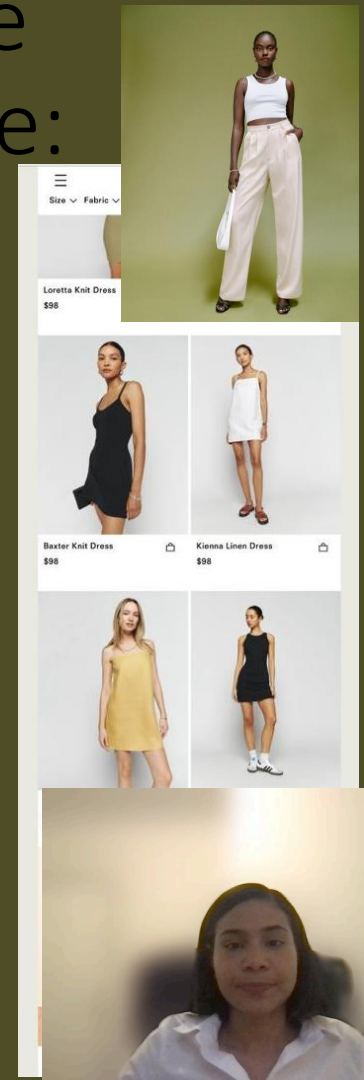 e
e:
Size Fabric
Loretta Knit Dress
$98
Baxter Knit Dress
$98
Kienna Linen Dress
$98